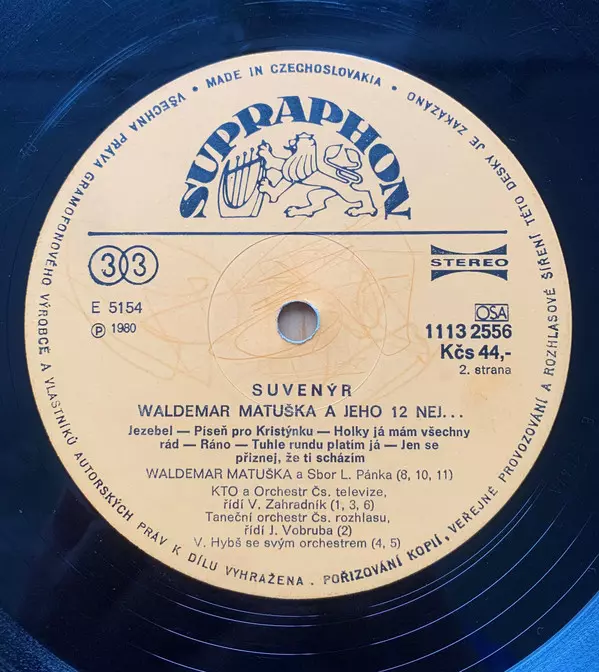 VŠECHNA PRÁVA GRAMOFONOVÉHO VÝROBCE A VLASTNÍKŮ AUTORSKÝCH PRÁV K DÍLU VYHRAŽENA. POŘIZOVÁNÍ KOPIÍ, VEŘEJNÉ PROVOZOVÁNÍ A ROZHLASOVÉ ŠÍŘENÍ TÉTO DESKY JE ZAKÁZÁNO
• MADE IN CZECHOSLOVAKIA •
SUPRAPHON
33
STEREO
E 5154
Ⓟ 1980
OSA
1113 2556
Kčs 44,-
2. strana
SUVENÝR
WALDEMAR MATUŠKA A JEHO 12 NEJ...
Jezebel — Píseň pro Kristýnku — Holky já mám všechny
rád — Ráno — Tuhle rundu platím já — Jen se
přiznej, že ti scházím
WALDEMAR MATUŠKA a Sbor L. Pánka (8, 10, 11)
KTO a Orchestr Čs. televize,
řídí V. Zahradník (1, 3, 6)
Taneční orchestr Čs. rozhlasu,
řídí J. Vobruba (2)
V. Hybš se svým orchestrem (4, 5)